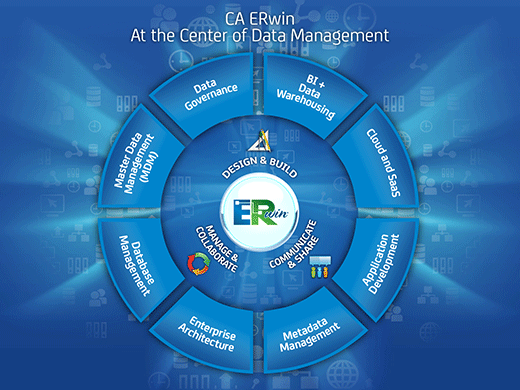 CA ERwin
At the Center of Data Management
Data
Governance
BI +
Data
Warehousing
Cloud and SaaS
Application
Development
Metadata
Management
Enterprise
Architecture
Database
Management
Master Data
Management
(MDM)
DESIGN & BUILD
COMMUNICATE
& SHARE
MANAGE &
COLLABORATE
ERwin